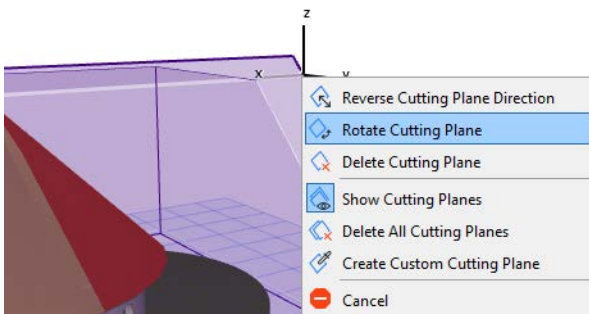 z
x
Reverse Cutting Plane Direction
Rotate Cutting Plane
Delete Cutting Plane
Show Cutting Planes
Delete All Cutting Planes
Create Custom Cutting Plane
Cancel